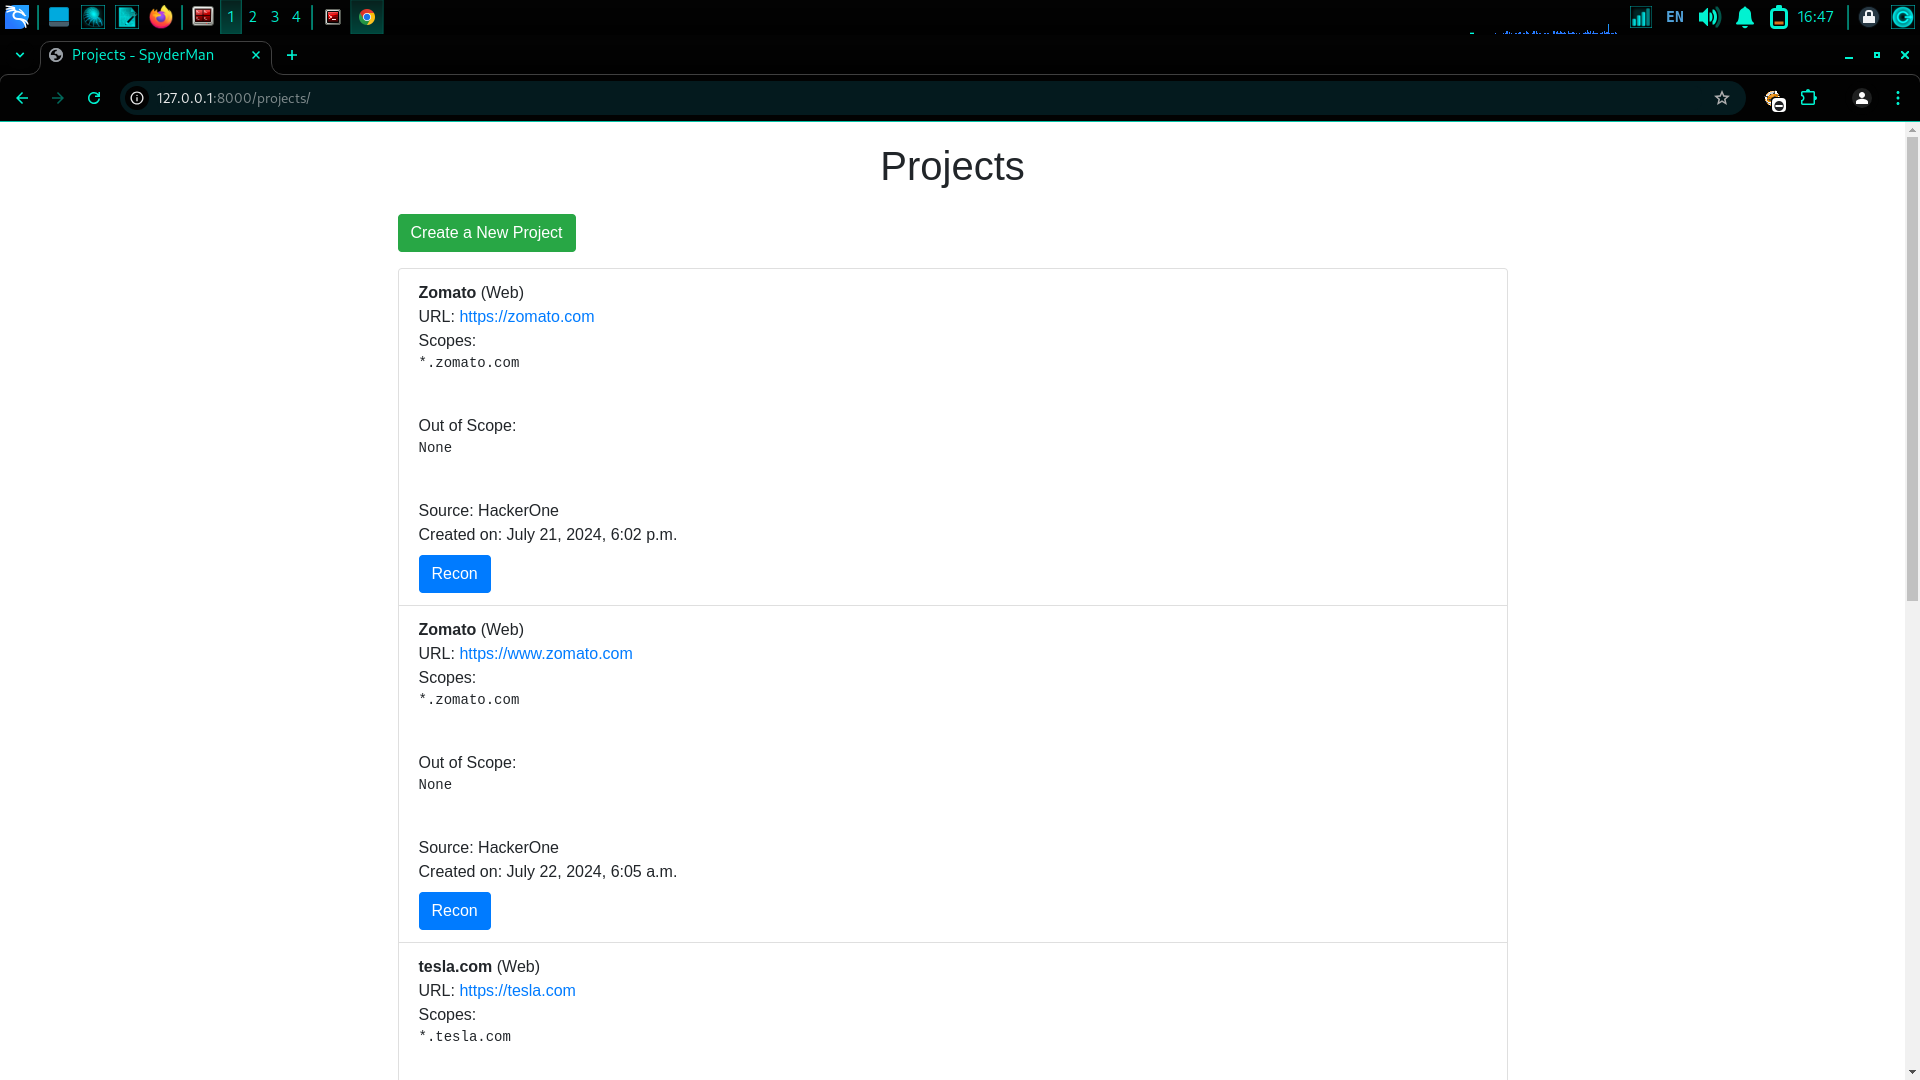 1 2 3 4
EN
16:47
Projects - SpyderMan
127.0.0.1:8000/projects/
Projects
Create a New Project
Zomato (Web)
URL: https://zomato.com
Scopes:
*.zomato.com
Out of Scope:
None
Source: HackerOne
Created on: July 21, 2024, 6:02 p.m.
Recon
Zomato (Web)
URL: https://www.zomato.com
Scopes:
*.zomato.com
Out of Scope:
None
Source: HackerOne
Created on: July 22, 2024, 6:05 a.m.
Recon
tesla.com (Web)
URL: https://tesla.com
Scopes:
*.tesla.com